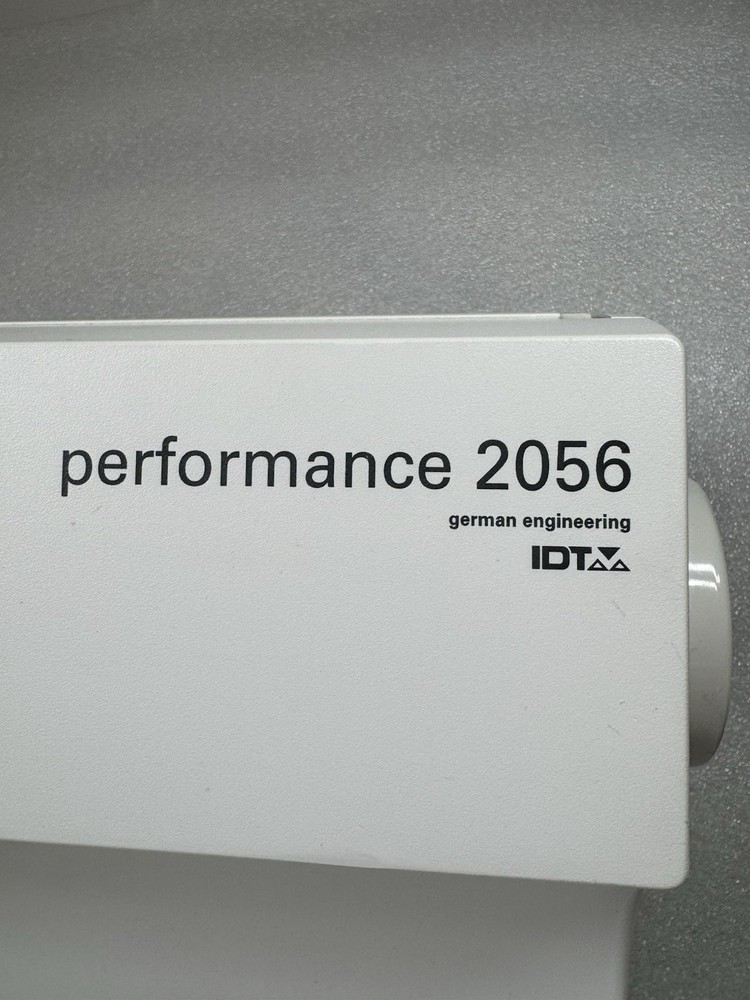 performance 2056
german engineering
IDT